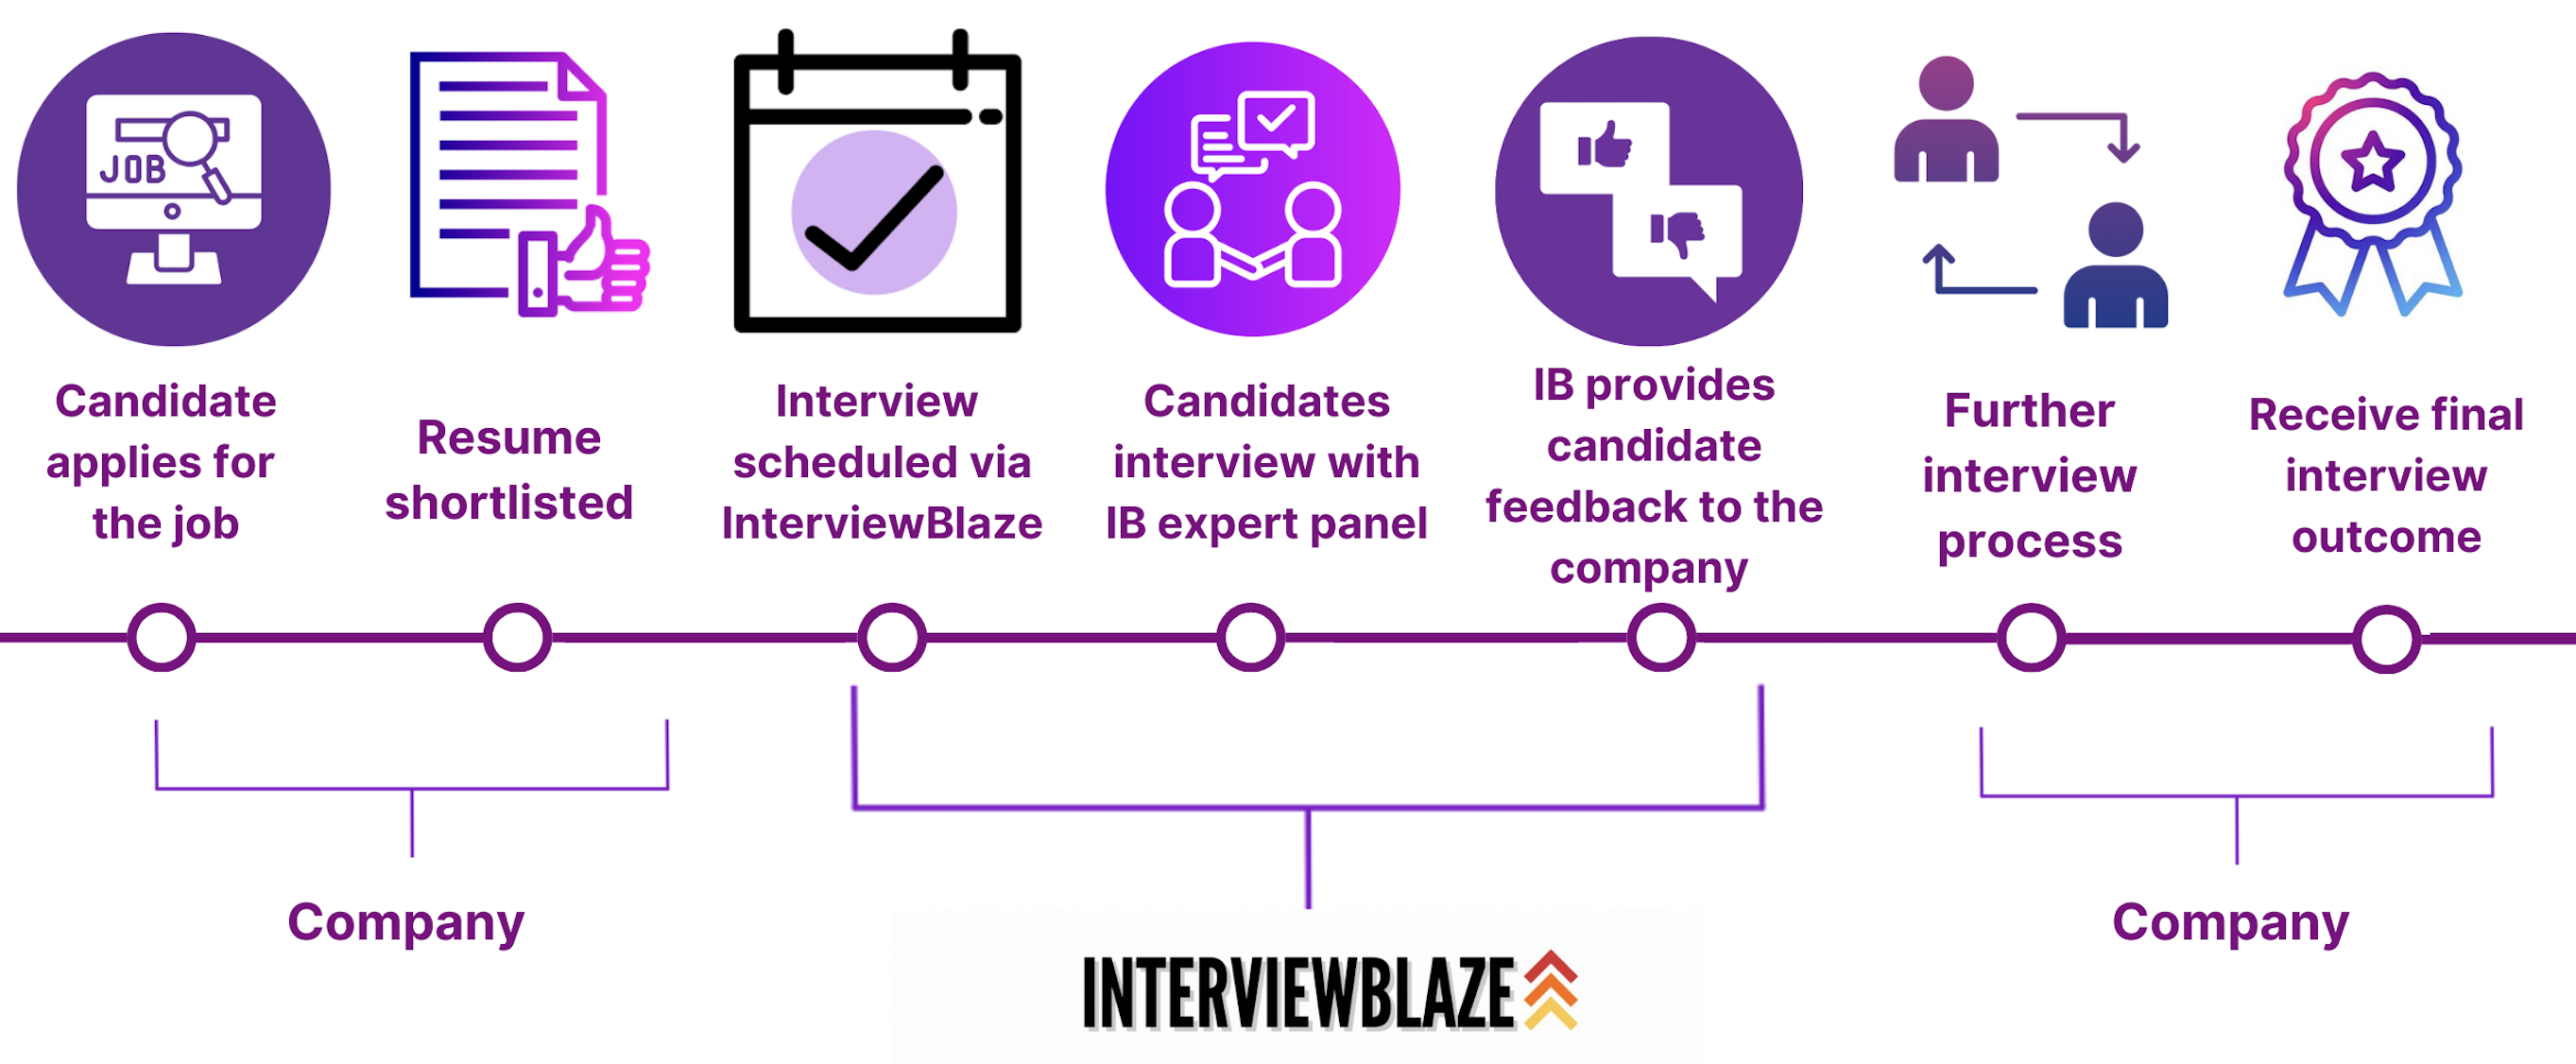 JOB
Candidate
applies for
the job
Resume
shortlisted
Interview
scheduled via
InterviewBlaze
Candidates
interview with
IB expert panel
IB provides
candidate
feedback to the
company
Further
interview
process
Receive final
interview
outcome
Company
INTERVIEWBLAZE
Company